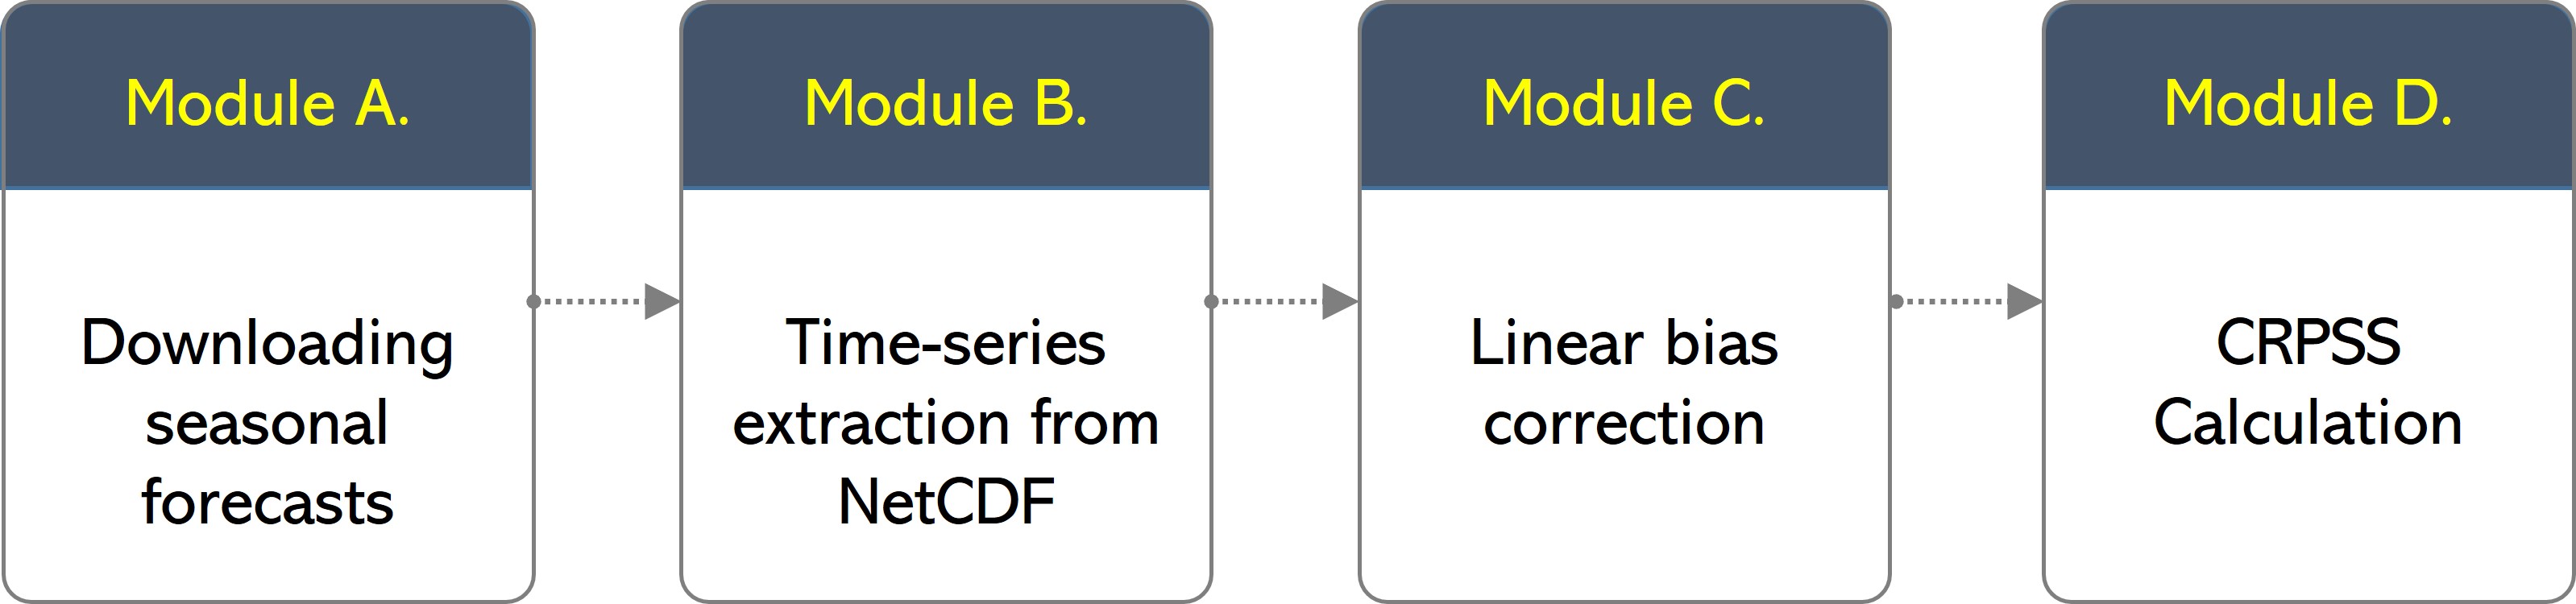 Module A.
Downloading
seasonal
forecasts
Module B.
Time-series
extraction from
NetCDF
Module C.
Linear bias
correction
Module D.
CRPSS
Calculation